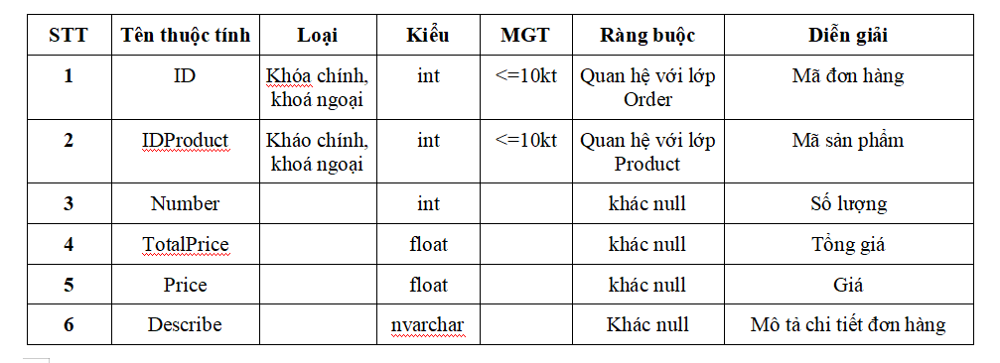 STT Tên thuộc tính Loại Kiểu MGT Ràng buộc Diễn giải
1 ID Khóa chính, khoá ngoại int <=10kt Quan hệ với lớp Order Mã đơn hàng
2 IDProduct Kháo chính, khoá ngoại int <=10kt Quan hệ với lớp Product Mã sản phẩm
3 Number int khác null Số lượng
4 TotalPrice float khác null Tổng giá
5 Price float khác null Giá
6 Describe nvarchar Khác null Mô tả chi tiết đơn hàng